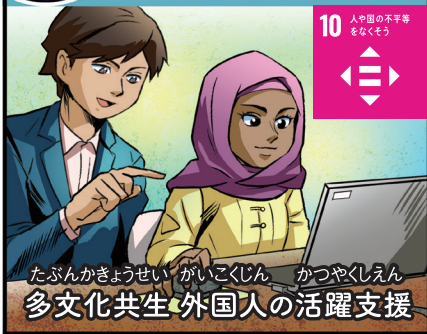 10 人や国の不平等
をなくそう
たぶんかきょうせい がいこくじん かつやくしえん
多文化共生 外国人の活躍支援